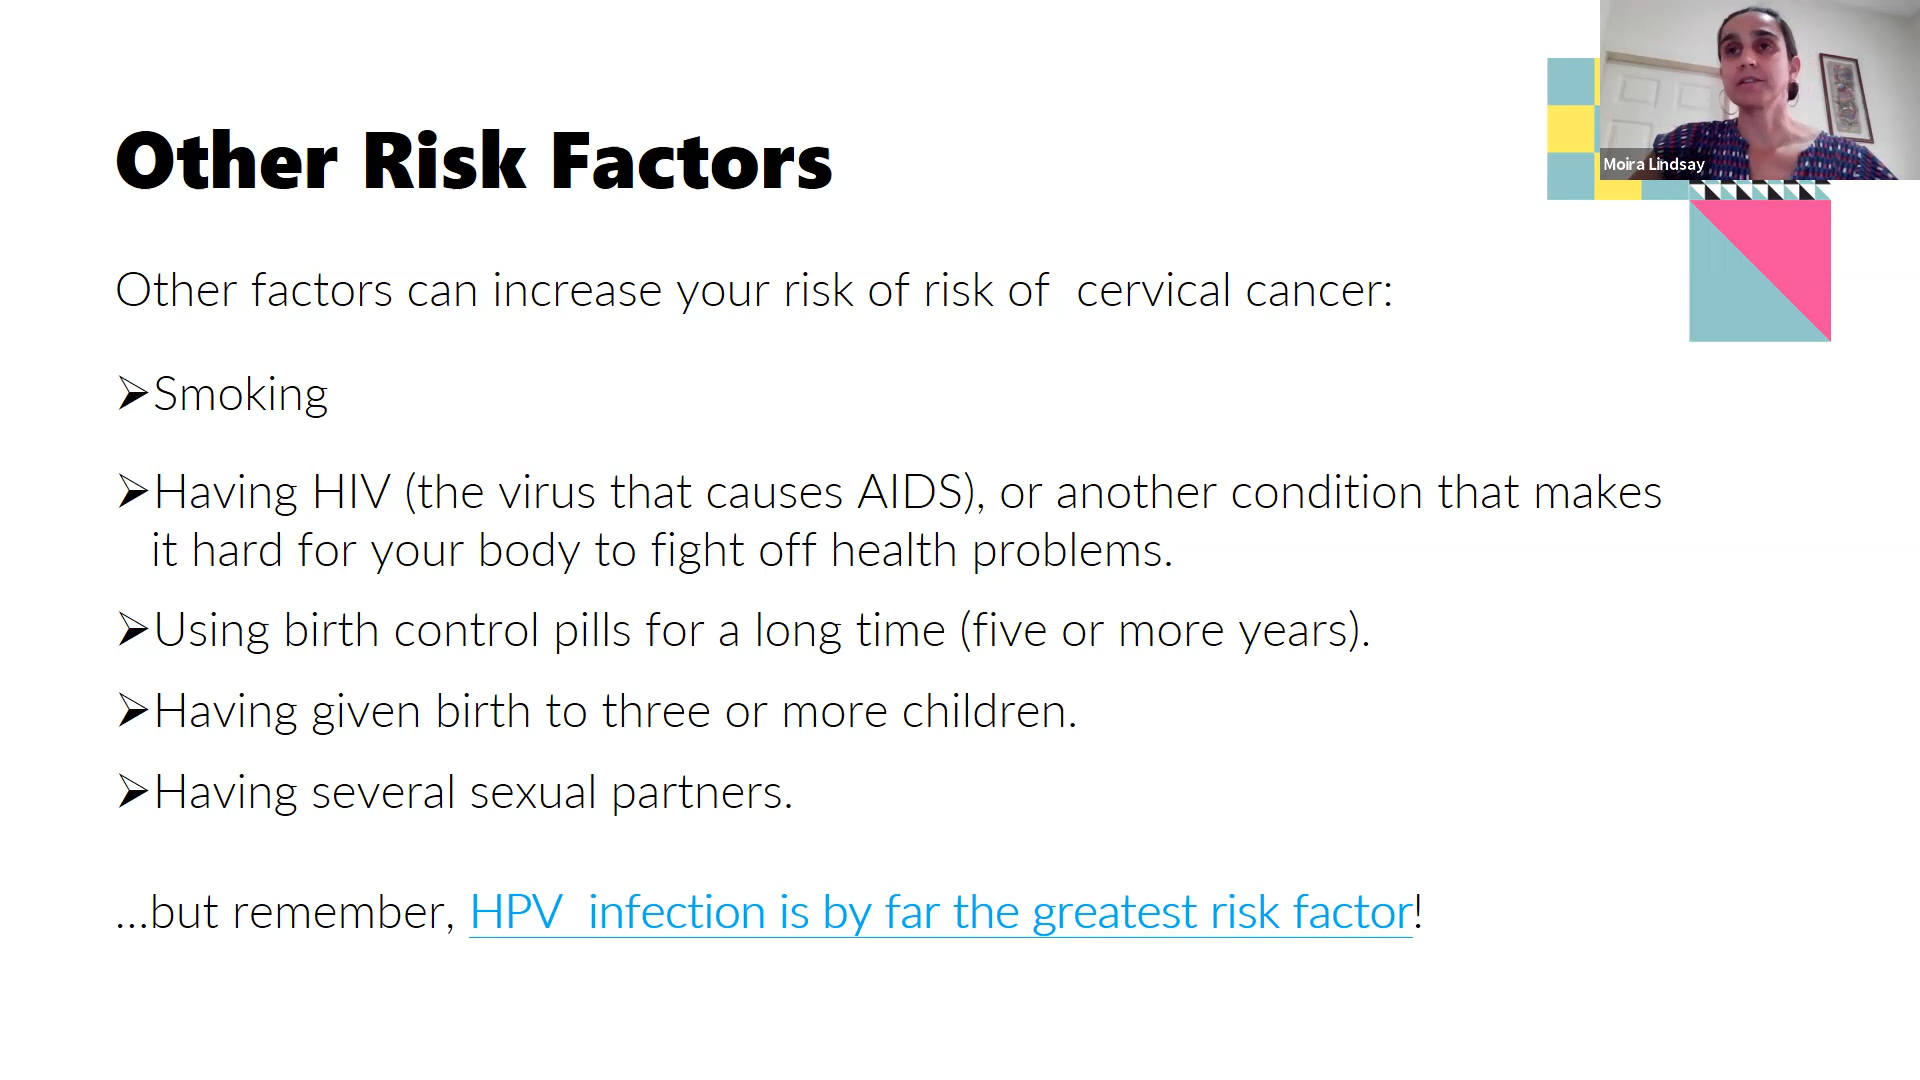 Moira Lindsay
Other Risk Factors
Other factors can increase your risk of risk of  cervical cancer:
➢Smoking
➢Having HIV (the virus that causes AIDS), or another condition that makes
it hard for your body to fight off health problems.
➢Using birth control pills for a long time (five or more years).
➢Having given birth to three or more children.
➢Having several sexual partners.
...but remember, HPV  infection is by far the greatest risk factor!